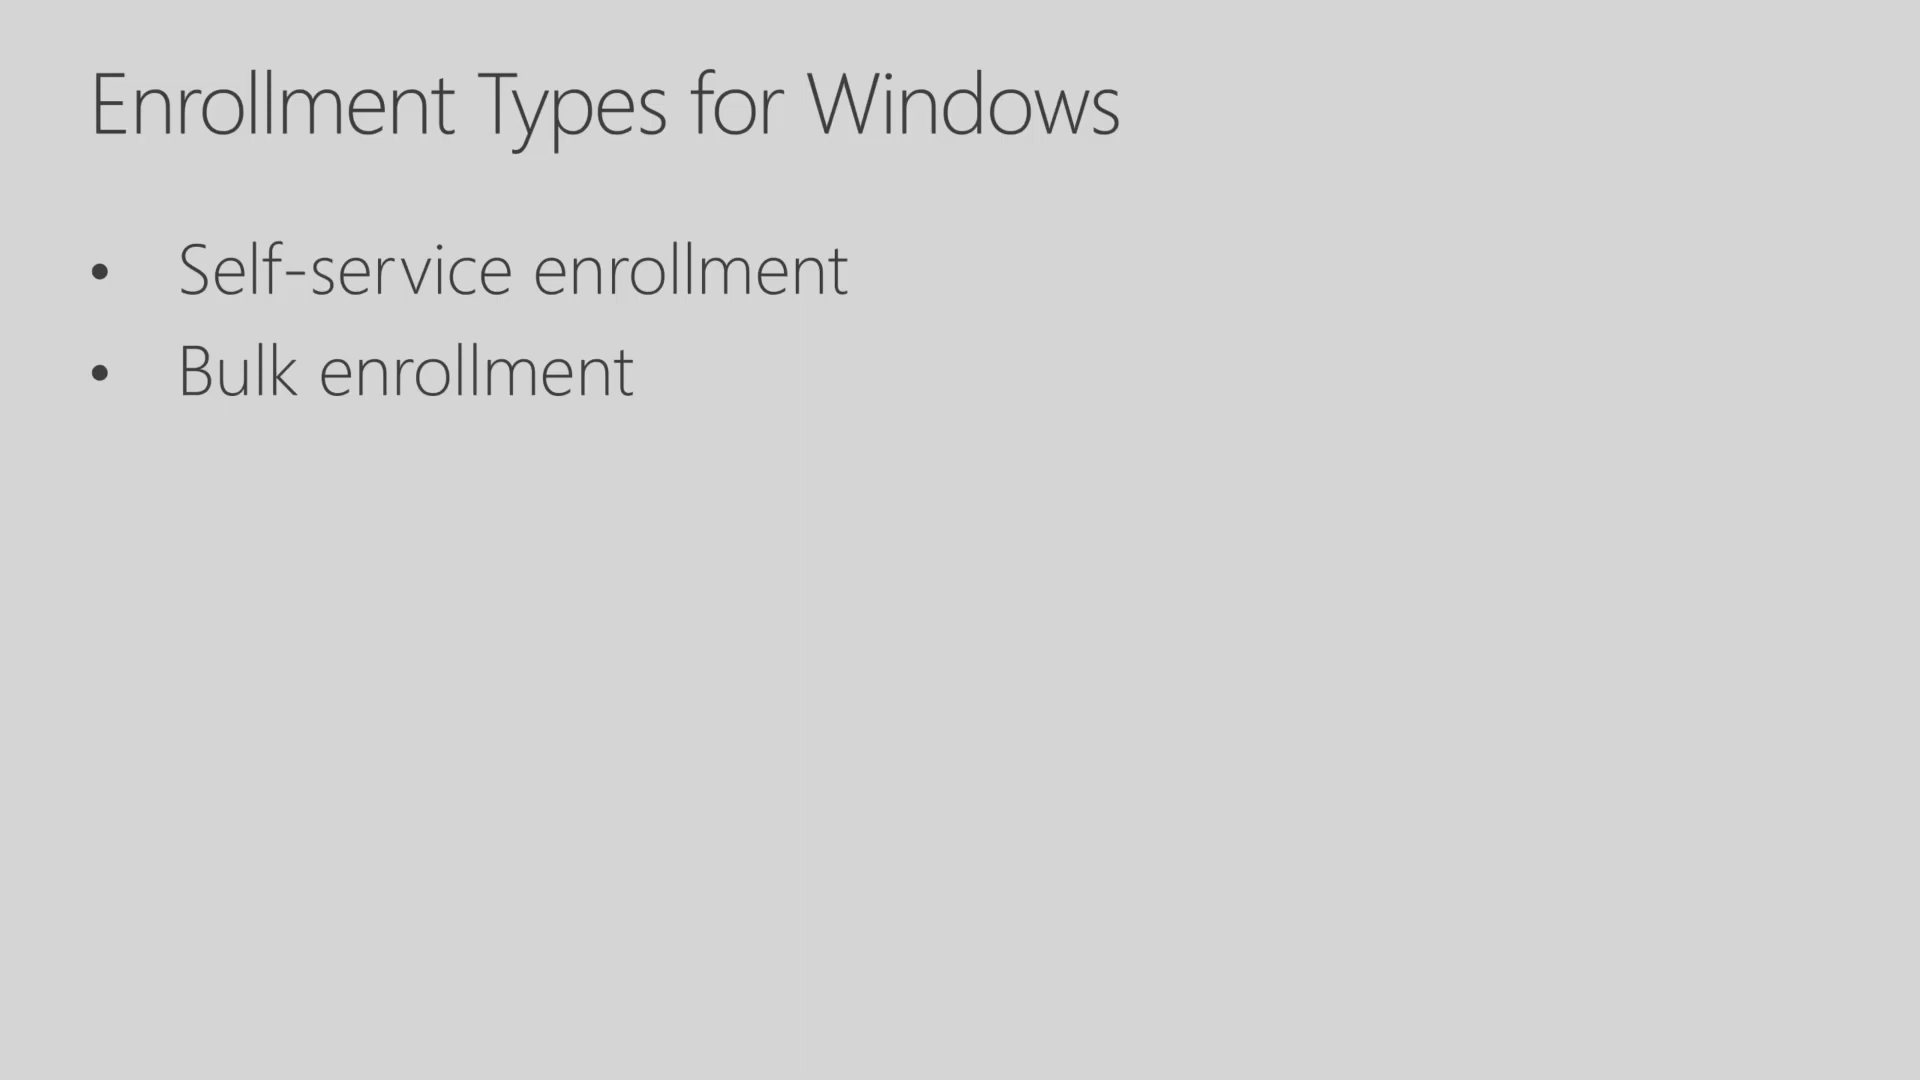 Enrollment Types for Windows
• Self-service enrollment
• Bulk enrollment